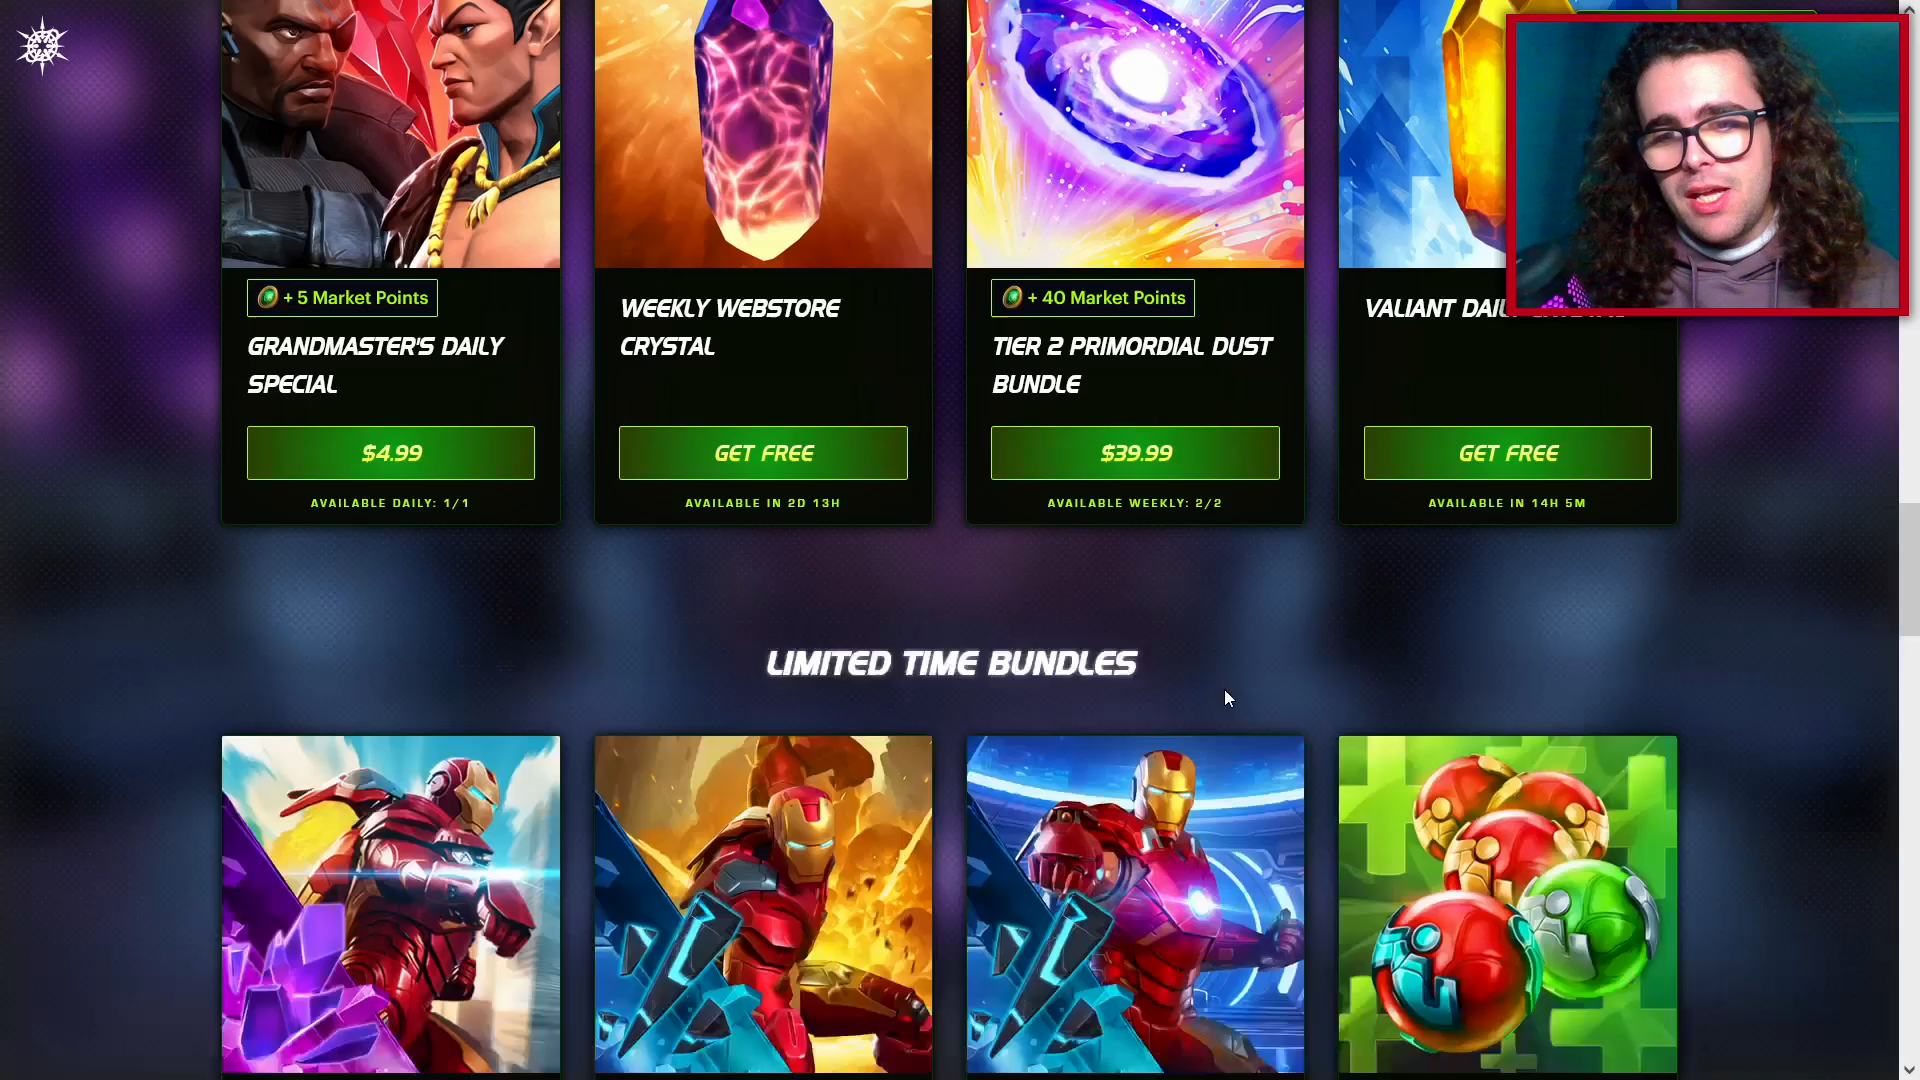 + 5 Market Points
GRANDMASTER'S DAILY
SPECIAL
$4.99
AVAILABLE DAILY: 1/1
WEEKLY WEBSTORE
CRYSTAL
GET FREE
AVAILABLE IN 2D 13H
+ 40 Market Points
TIER 2 PRIMORDIAL DUST
BUNDLE
$39.99
AVAILABLE WEEKLY: 2/2
VALIANT DAILY CRYSTAL
GET FREE
AVAILABLE IN 14H 5M
LIMITED TIME BUNDLES